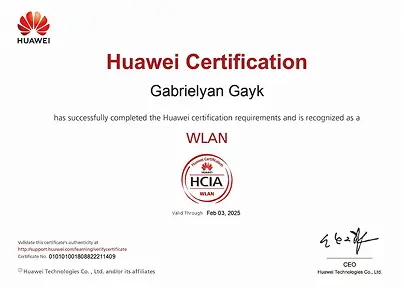 HUAWEI
Huawei Certification
Gabrielyan Gayk
has successfully completed the Huawei certification requirements and is recognized as a
WLAN
Huawei Certification
HUAWEI
HCIA
WLAN
Valid Through Feb 03, 2025
Validate this certificate's authenticity at
http://support.huawei.com/learning/verifycertificate
Certificate No. 010101001808822211409
Huawei Technologies Co., Ltd. and/or its affiliates
CEO
Huawei Technologies Co., Ltd.